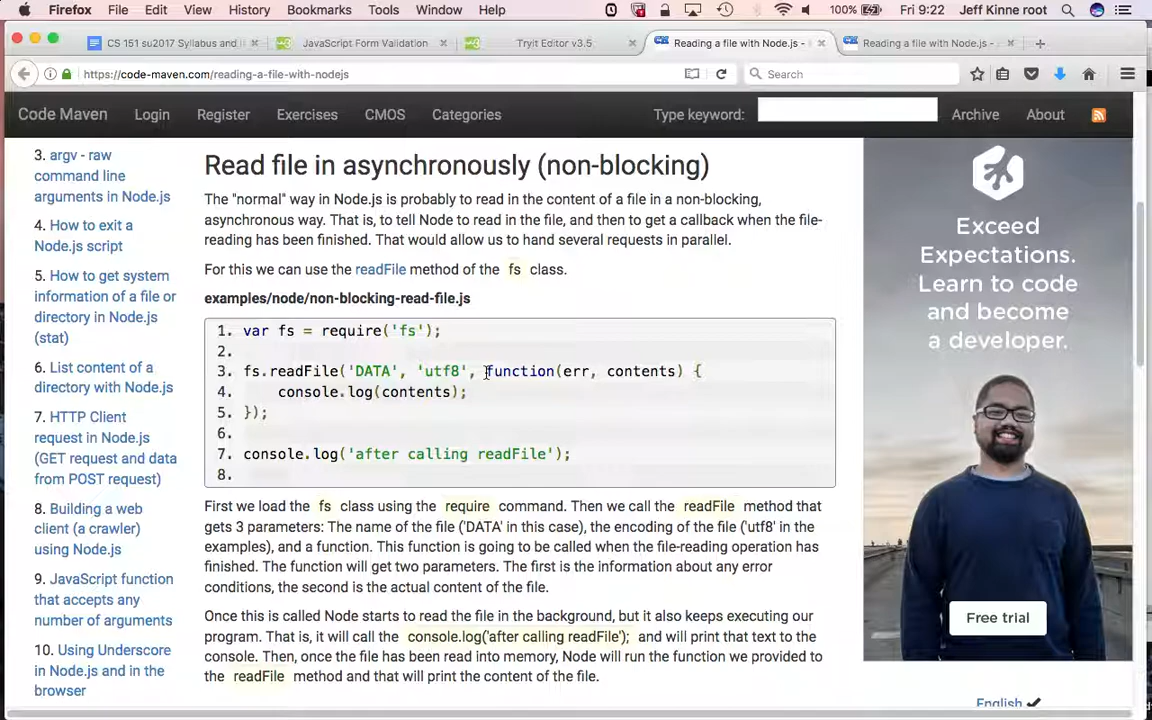 Firefox File Edit View History Bookmarks Tools Window Help 100% Fri 9:22 Jeff Kinne root
CS 151 su2017 Syllabus and
JavaScript Form Validation
Tryit Editor v3.5
Reading a file with Node.js -
Reading a file with Node.js -
https://code-maven.com/reading-a-file-with-nodejs
Search
Code Maven Login Register Exercises CMOS Categories Type keyword: Archive About
3. argv - raw
command line
arguments in Node.js
4. How to exit a
Node.js script
5. How to get system
information of a file or
directory in Node.js
(stat)
6. List content of a
directory with Node.js
7. HTTP Client
request in Node.js
(GET request and data
from POST request)
8. Building a web
client (a crawler)
using Node.js
9. JavaScript function
that accepts any
number of arguments
10. Using Underscore
in Node.js and in the
browser
Read file in asynchronously (non-blocking)
The "normal" way in Node.js is probably to read in the content of a file in a non-blocking,
asynchronous way. That is, to tell Node to read in the file, and then to get a callback when the file-
reading has been finished. That would allow us to hand several requests in parallel.
For this we can use the readFile method of the fs class.
examples/node/non-blocking-read-file.js
1. var fs = require('fs');
2.
3. fs.readFile('DATA', 'utf8', function(err, contents) {
4. console.log(contents);
5. });
6.
7. console.log('after calling readFile');
8.
First we load the fs class using the require command. Then we call the readFile method that
gets 3 parameters: The name of the file ('DATA' in this case), the encoding of the file ('utf8' in the
examples), and a function. This function is going to be called when the file-reading operation has
finished. The function will get two parameters. The first is the information about any error
conditions, the second is the actual content of the file.
Once this is called Node starts to read the file in the background, but it also keeps executing our
program. That is, it will call the console.log('after calling readFile'); and will print that text to the
console. Then, once the file has been read into memory, Node will run the function we provided to
the readFile method and that will print the content of the file.
Exceed
Expectations.
Learn to code
and become
a developer.
Free trial
English